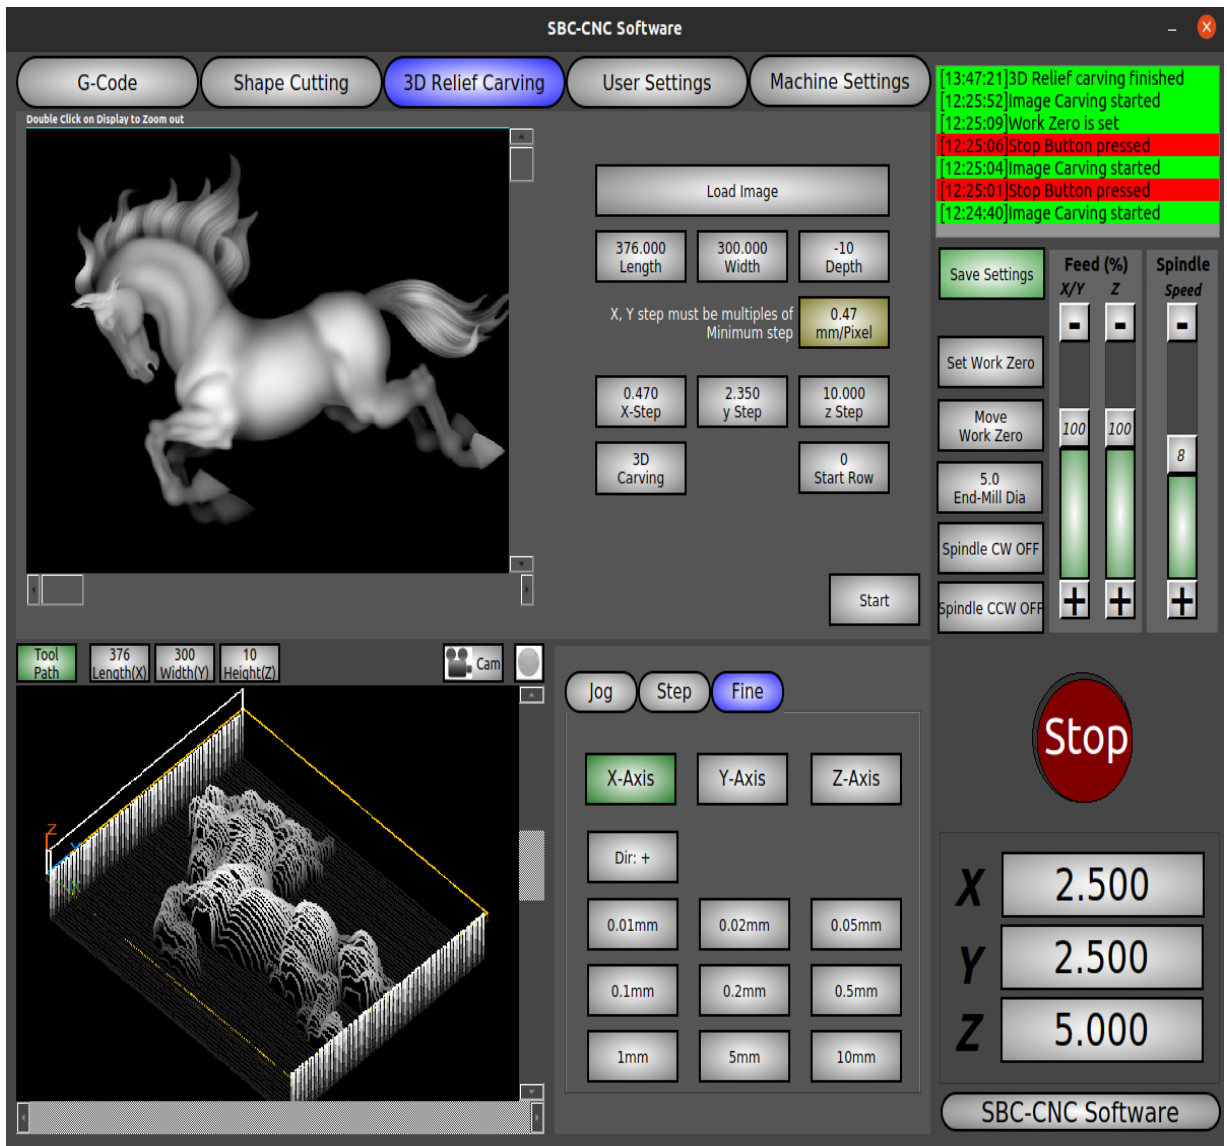 SBC-CNC Software
G-Code
Shape Cutting
3D Relief Carving
User Settings
Machine Settings
Double Click on Display to Zoom out
[13:47:21]3D Relief carving finished
[12:25:52]Image Carving started
[12:25:09]Work Zero is set
[12:25:06]Stop Button pressed
[12:25:04]Image Carving started
[12:25:01]Stop Button pressed
[12:24:40]Image Carving started
Load Image
376.000
Length
300.000
Width
-10
Depth
X, Y step must be multiples of
Minimum step
0.47
mm/Pixel
0.470
X-Step
2.350
y Step
10.000
z Step
3D
Carving
0
Start Row
Start
Save Settings
Set Work Zero
Move
Work Zero
5.0
End-Mill Dia
Spindle CW OFF
Spindle CCW OFF
Feed (%)
X/Y
Z
Spindle
Speed
-
-
-
100
100
8
+
+
+
Tool
Path
376
Length(X)
300
Width(Y)
10
Height(Z)
Cam
Z
Y
X
Jog
Step
Fine
X-Axis
Y-Axis
Z-Axis
Dir: +
0.01mm
0.02mm
0.05mm
0.1mm
0.2mm
0.5mm
1mm
5mm
10mm
Stop
X
2.500
Y
2.500
Z
5.000
SBC-CNC Software